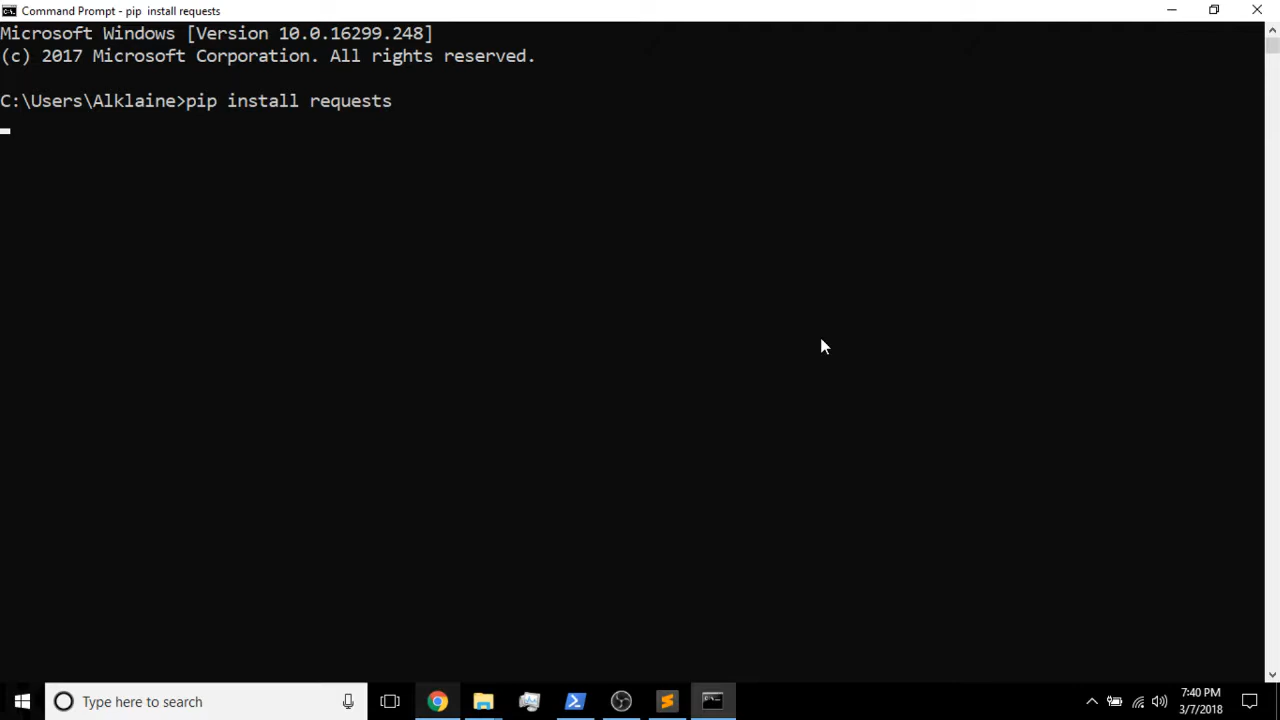 Command Prompt - pip  install requests
Microsoft Windows [Version 10.0.16299.248]
(c) 2017 Microsoft Corporation. All rights reserved.
C:\Users\Alklaine>pip install requests
Type here to search
7:40 PM
3/7/2018